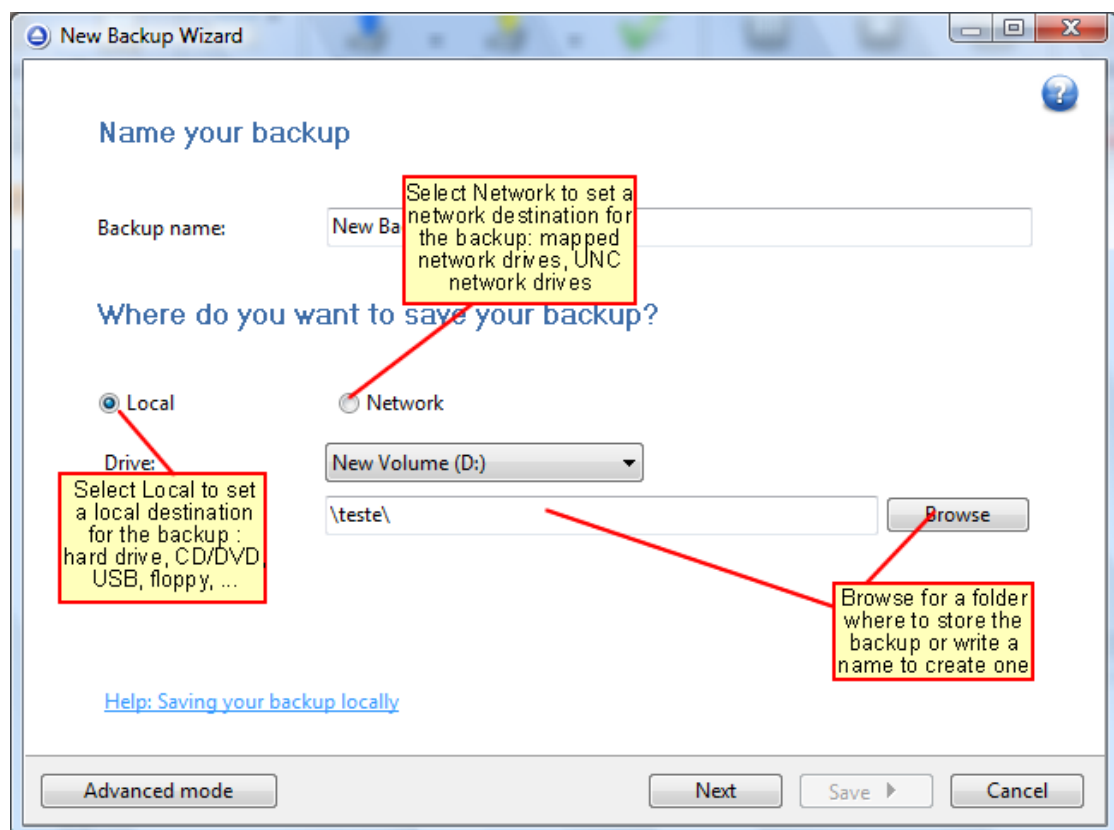 New Backup Wizard
Name your backup
Select Network to set a
network destination for
the backup: mapped
network drives, UNC
network drives
Backup name:
New Ba
Where do you want to save your backup?
Local
Network
Drive:
New Volume (D:)
Select Local to set
a local destination
for the backup :
hard drive, CD/DVD,
USB, floppy, ...
\teste\
Browse
Browse for a folder
where to store the
backup or write a
name to create one
Help: Saving your backup locally
Advanced mode
Next
Save
Cancel